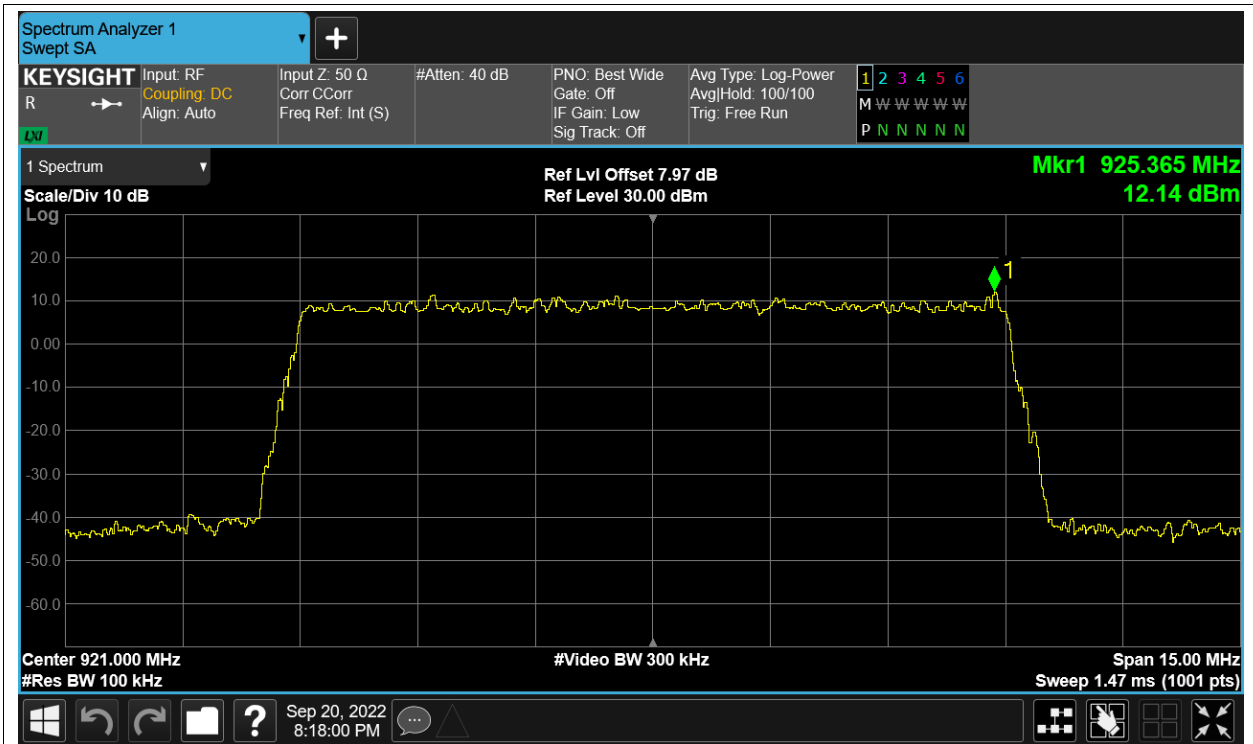 Spectrum Analyzer 1
Swept SA
▼
+
KEYSIGHT
R
LXI
Input: RF
Coupling: DC
Align: Auto
Input Z: 50 Ω
Corr CCorr
Freq Ref: Int (S)
#Atten: 40 dB
PNO: Best Wide
Gate: Off
IF Gain: Low
Sig Track: Off
Avg Type: Log-Power
Avg|Hold: 100/100
Trig: Free Run
1 2 3 4 5 6
M W W W W W
P N N N N N
1 Spectrum ▼
Scale/Div 10 dB
Log
Ref Lvl Offset 7.97 dB
Ref Level 30.00 dBm
Mkr1 925.365 MHz
12.14 dBm
1
20.0
10.0
0.00
-10.0
-20.0
-30.0
-40.0
-50.0
-60.0
Center 921.000 MHz
#Res BW 100 kHz
#Video BW 300 kHz
Span 15.00 MHz
Sweep 1.47 ms (1001 pts)
?
Sep 20, 2022
8:18:00 PM
...